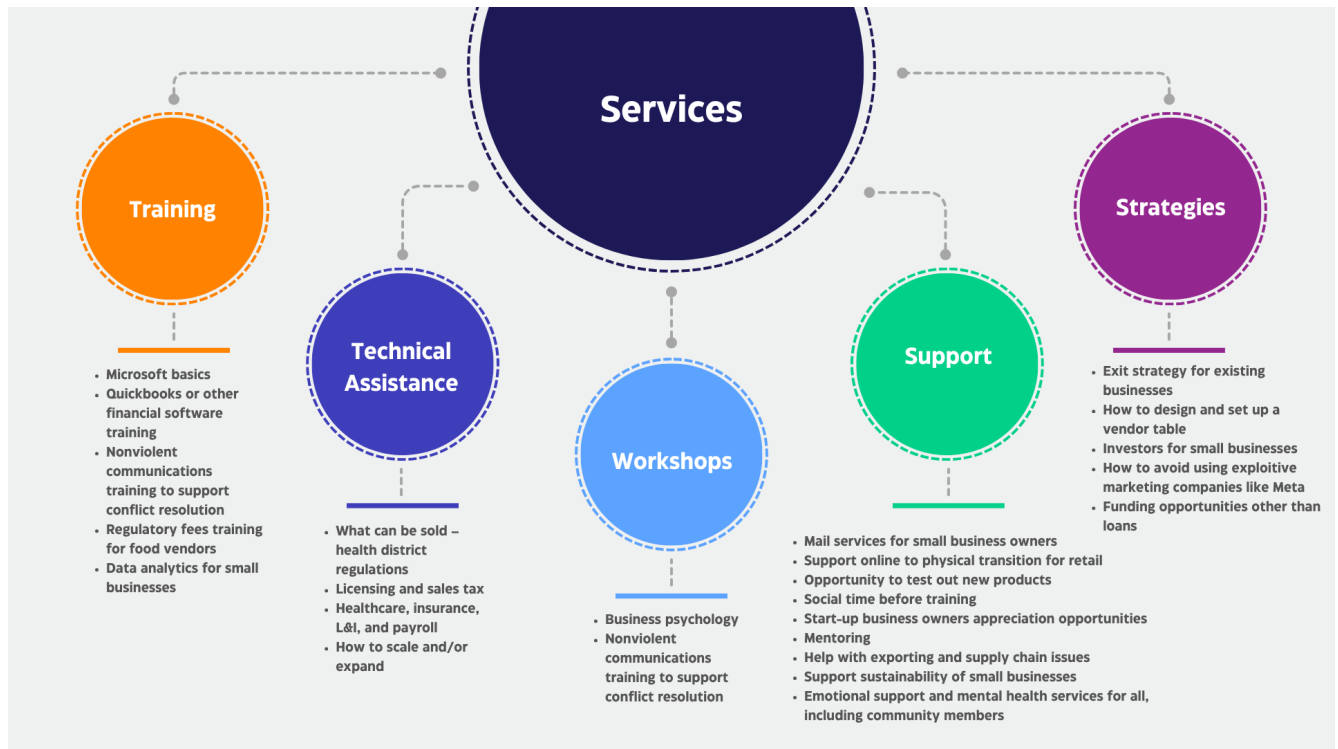 Services
Training
• Microsoft basics
• Quickbooks or other
financial software
training
• Nonviolent
communications
training to support
conflict resolution
• Regulatory fees training
for food vendors
• Data analytics for small
businesses
Technical
Assistance
• What can be sold –
health district
regulations
• Licensing and sales tax
• Healthcare, insurance,
L&I, and payroll
• How to scale and/or
expand
Workshops
• Business psychology
• Nonviolent
communications
training to support
conflict resolution
Support
• Mail services for small business owners
• Support online to physical transition for retail
• Opportunity to test out new products
• Social time before training
• Start-up business owners appreciation opportunities
• Mentoring
• Help with exporting and supply chain issues
• Support sustainability of small businesses
• Emotional support and mental health services for all,
including community members
Strategies
• Exit strategy for existing
businesses
• How to design and set up a
vendor table
• Investors for small businesses
• How to avoid using exploitive
marketing companies like Meta
• Funding opportunities other than
loans